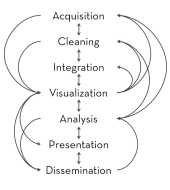 Acquisition
Cleaning
Integration
Visualization
Analysis
Presentation
Dissemination